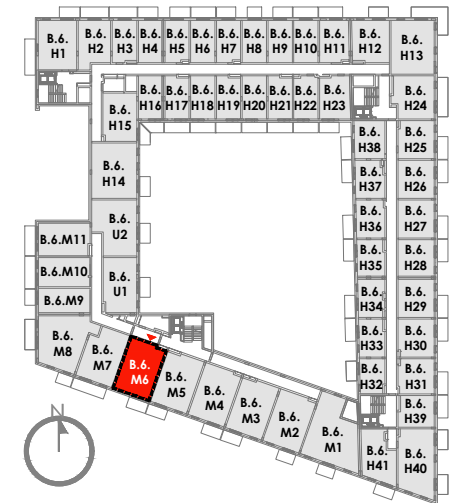 B.6.
H1
B.6.
H2
B.6.
H3
B.6.
H4
B.6.
H5
B.6.
H6
B.6.
H7
B.6.
H8
B.6.
H9
B.6.
H10
B.6.
H11
B.6.
H12
B.6.
H13
B.6.
H16
B.6.
H17
B.6.
H18
B.6.
H19
B.6.
H20
B.6.
H21
B.6.
H22
B.6.
H23
B.6.
H24
B.6.
H15
B.6.
H38
B.6.
H25
B.6.
H14
B.6.
H37
B.6.
H26
B.6.
U2
B.6.
H36
B.6.
H27
B.6.M11
B.6.
H35
B.6.
H28
B.6.M10
B.6.
U1
B.6.M9
B.6.
H34
B.6.
H29
B.6.
M8
B.6.
M7
B.6.
M6
B.6.
M5
B.6.
M4
B.6.
M3
B.6.
M2
B.6.
M1
B.6.
H33
B.6.
H30
B.6.
H32
B.6.
H31
B.6.
H39
B.6.
H41
B.6.
H40
N